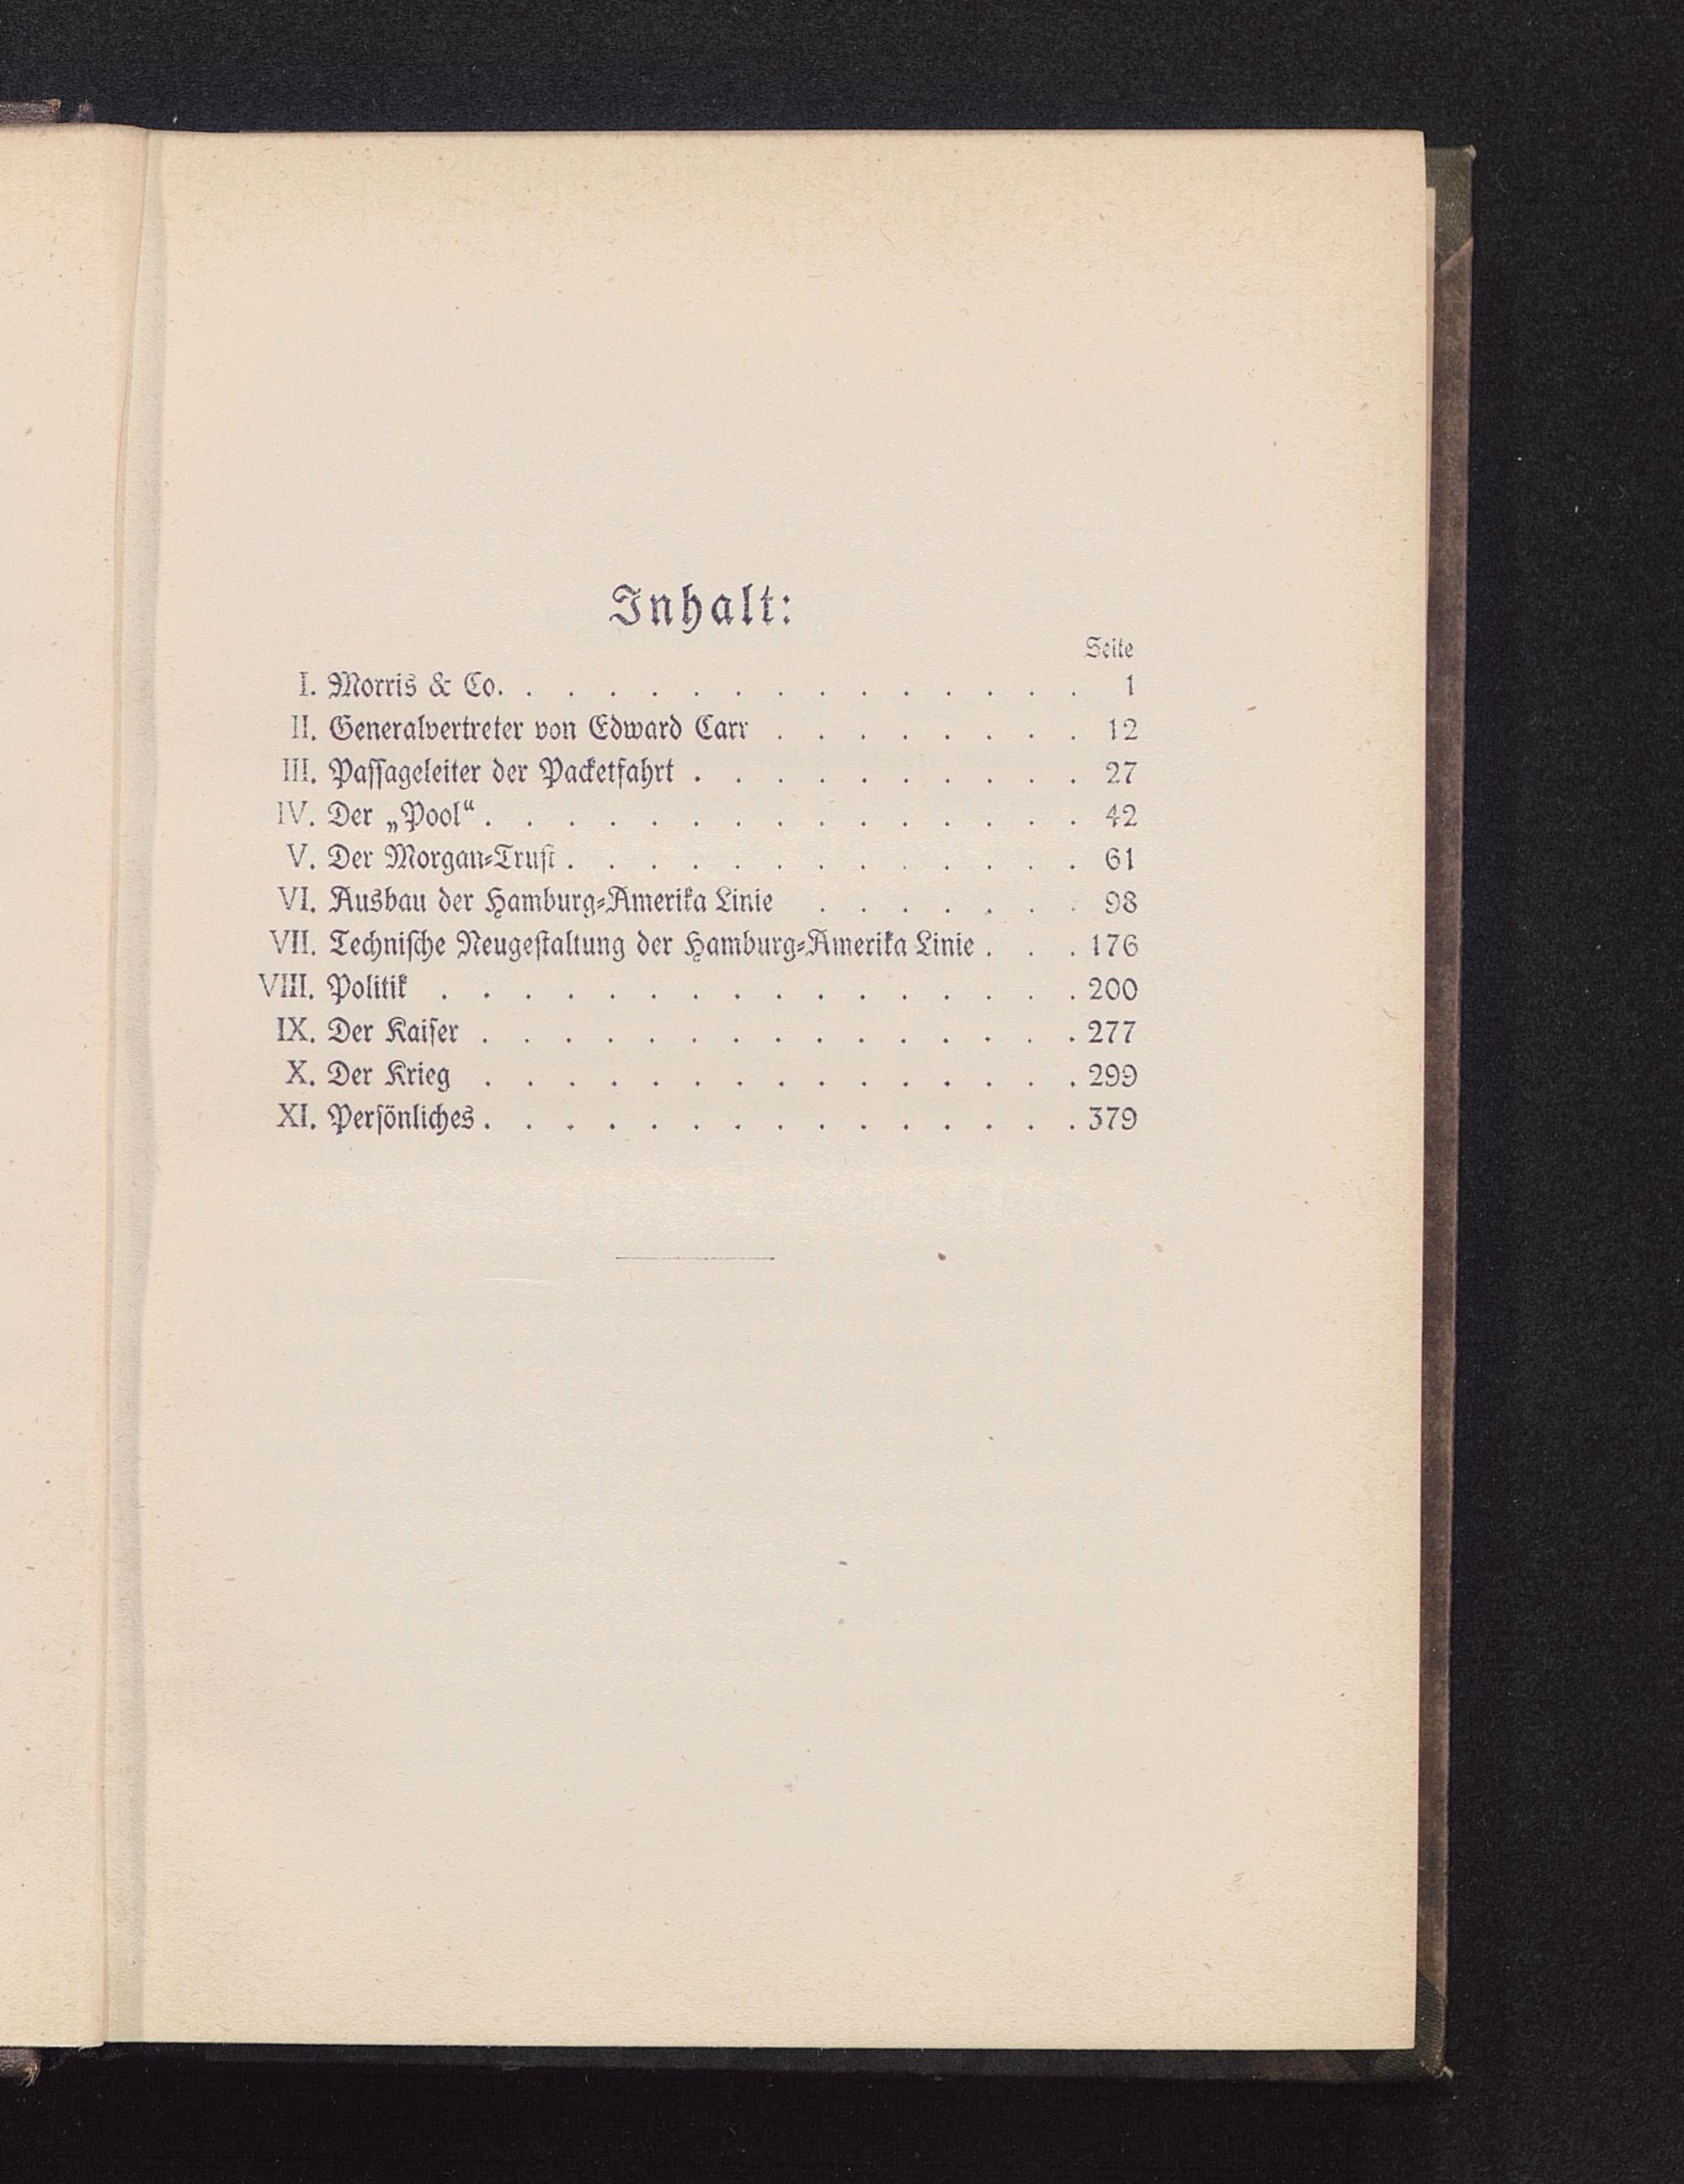 Inhalt:
Seite
I. Morris & Co. . . . . . . . . . . . . . . . 1
II. Generalvertreter von Edward Carr . . . . . . . . 12
III. Paſſageleiter der Packetfahrt . . . . . . . . . . 27
IV. Der „Pool“ . . . . . . . . . . . . . . . 42
V. Der Morgan-Truſt . . . . . . . . . . . . . 61
VI. Ausbau der Hamburg-Amerika Linie . . . . . . . 98
VII. Techniſche Neugeſtaltung der Hamburg-Amerika Linie . . . 176
VIII. Politik . . . . . . . . . . . . . . . . 200
IX. Der Kaiſer . . . . . . . . . . . . . . . 277
X. Der Krieg . . . . . . . . . . . . . . . 299
XI. Perſönliches . . . . . . . . . . . . . . . 379